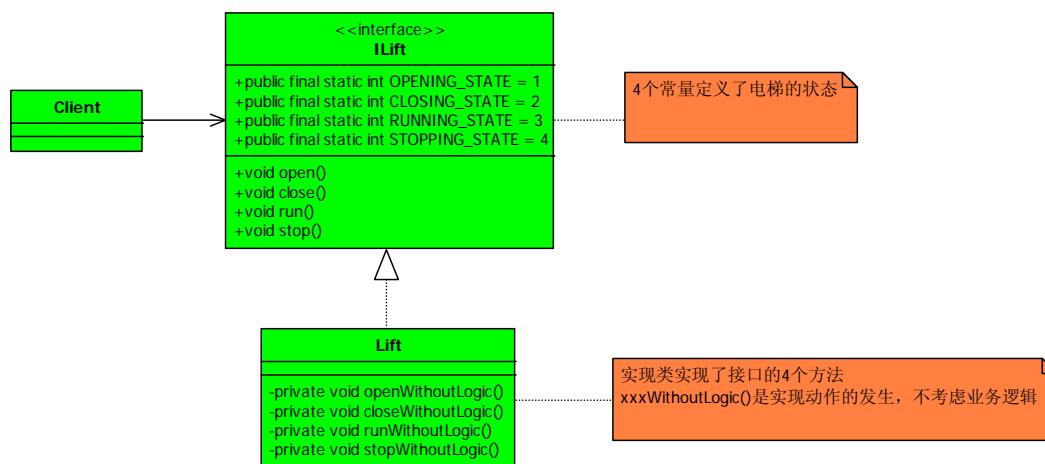 <<interface>>
ILift
+public final static int OPENING_STATE = 1
+public final static int CLOSING_STATE = 2
+public final static int RUNNING_STATE = 3
+public final static int STOPPING_STATE = 4
+void open()
+void close()
+void run()
+void stop()
Client
4个常量定义了电梯的状态
Lift
-private void openWithoutLogic()
-private void closeWithoutLogic()
-private void runWithoutLogic()
-private void stopWithoutLogic()
实现类实现了接口的4个方法
xxxWithoutLogic()是实现动作的发生，不考虑业务逻辑